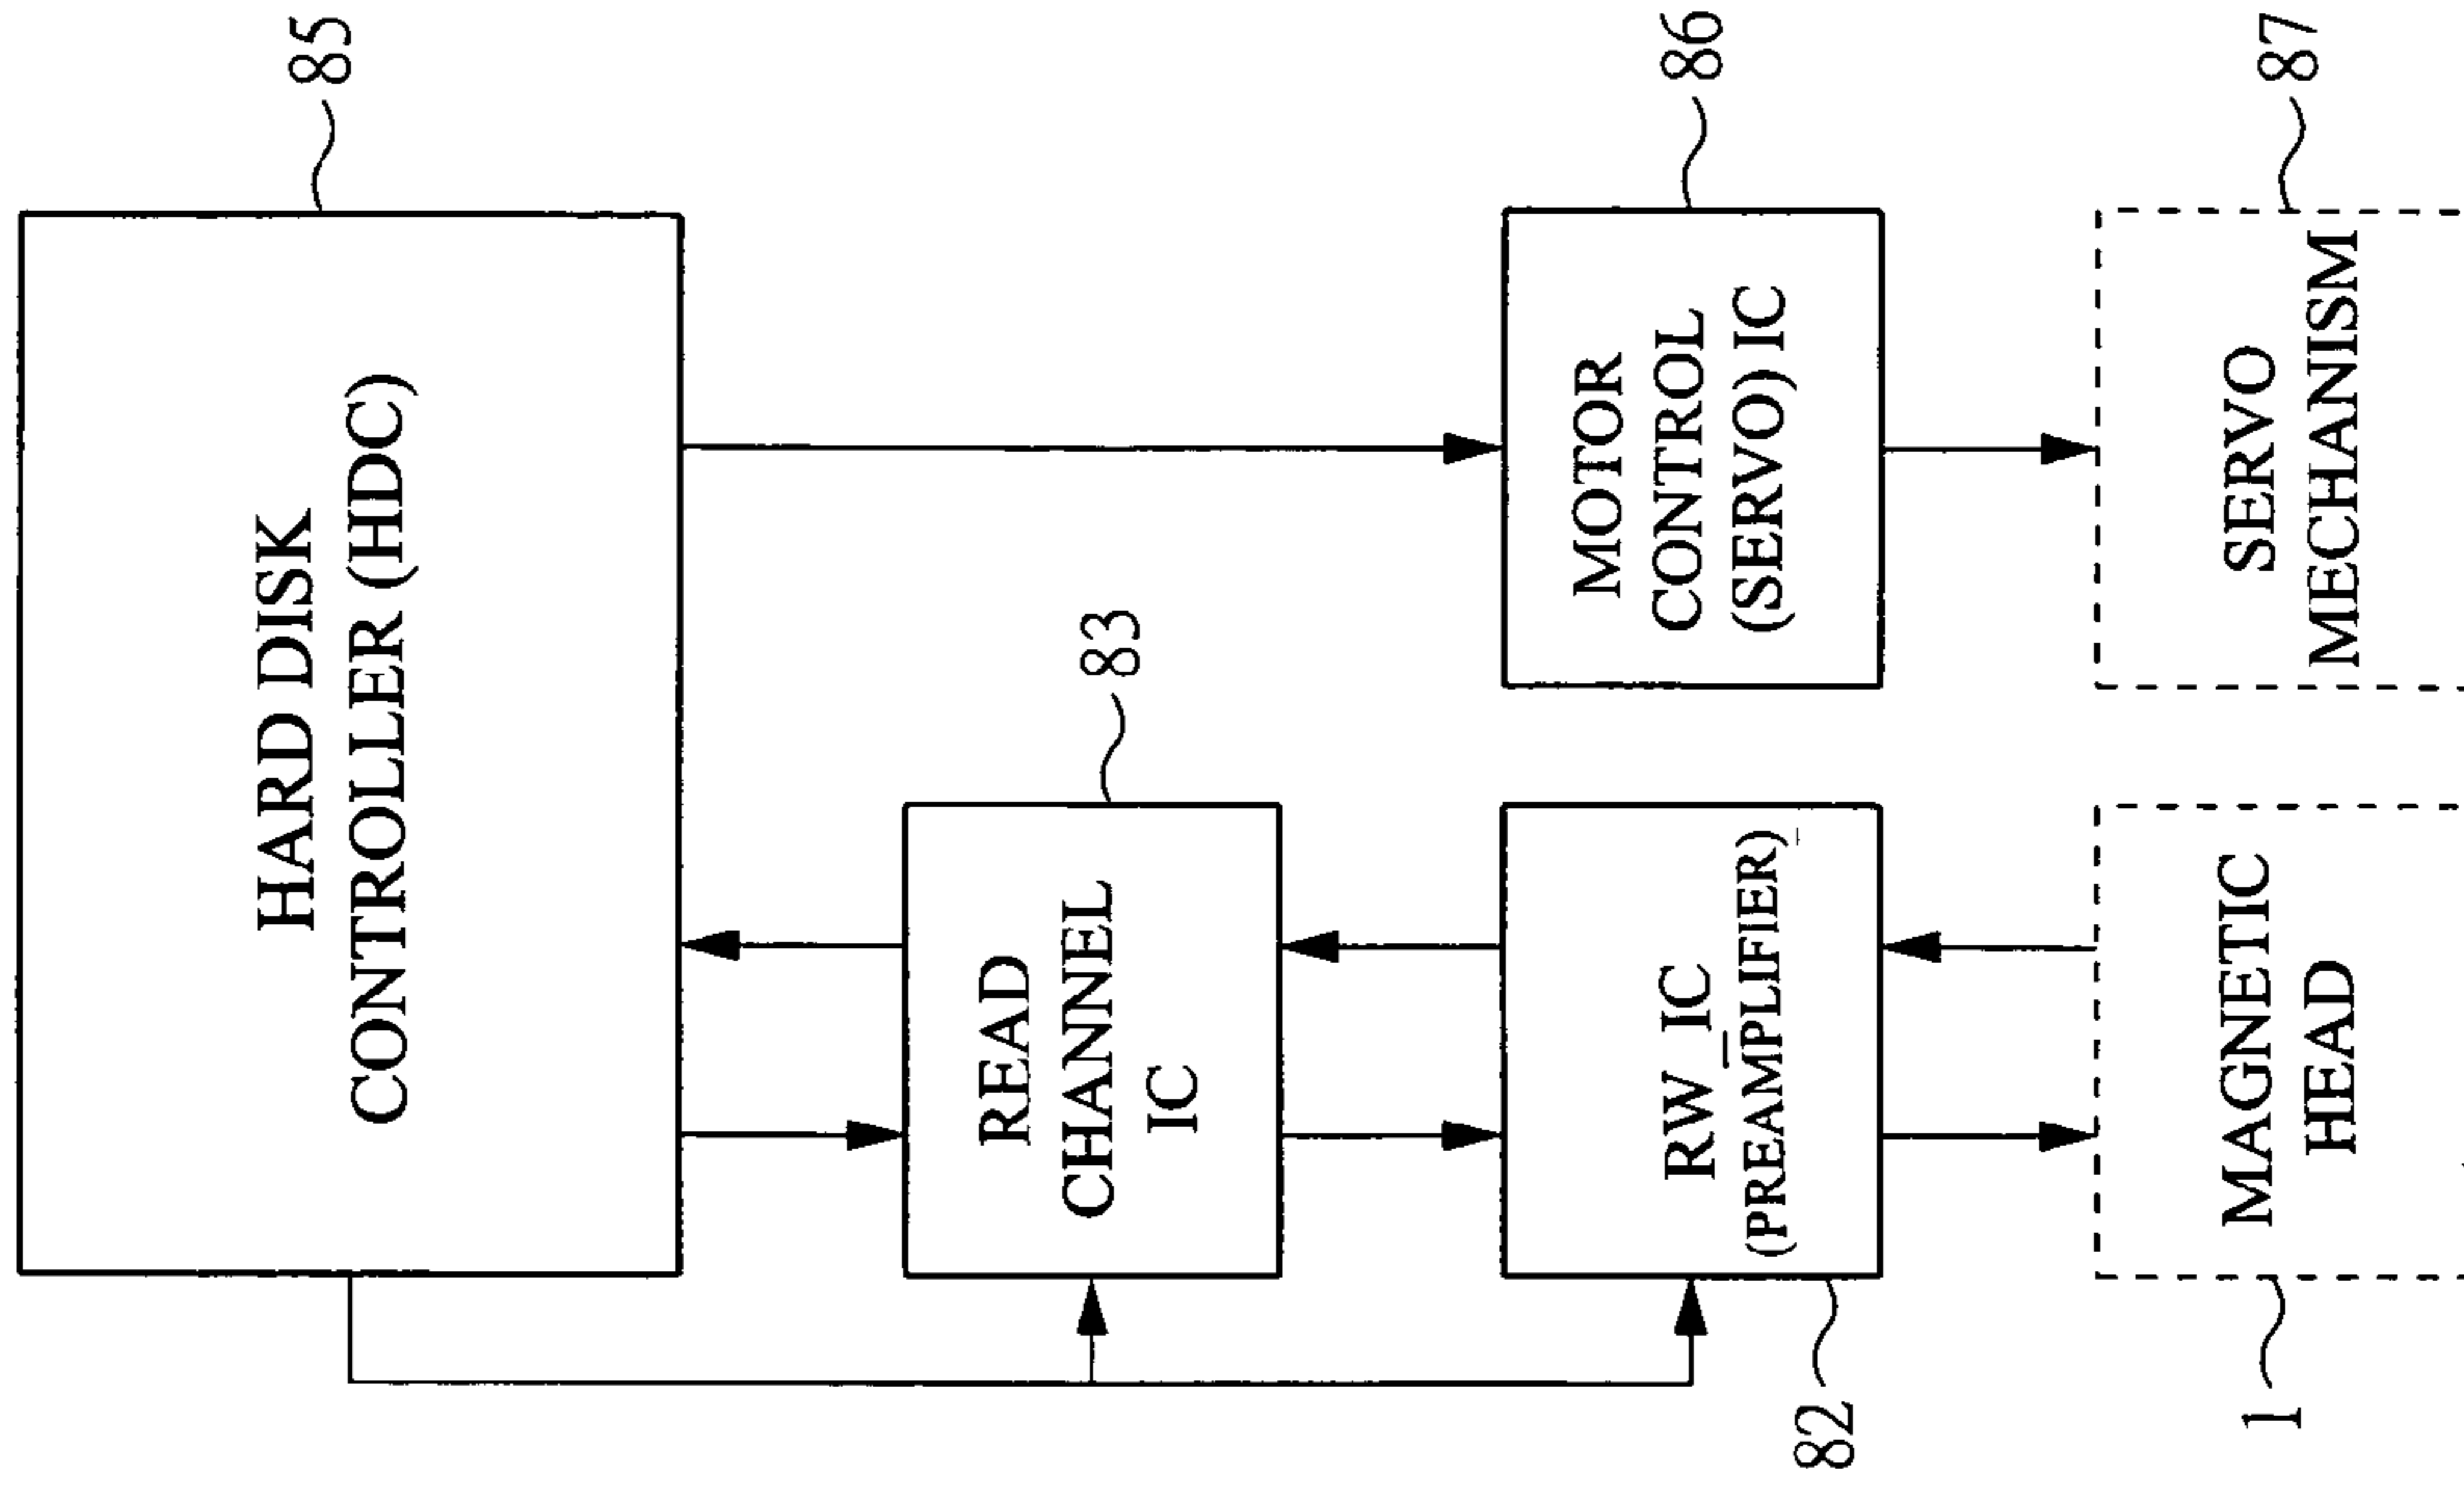 85
HARD DISK
CONTROLLER (HDC)
83
READ
CHANNEL
IC
86
MOTOR
CONTROL
(SERVO) IC
RW_IC
(PREAMPLIFIER)
82
87
SERVO
MECHANISM
MAGNETIC
HEAD
1